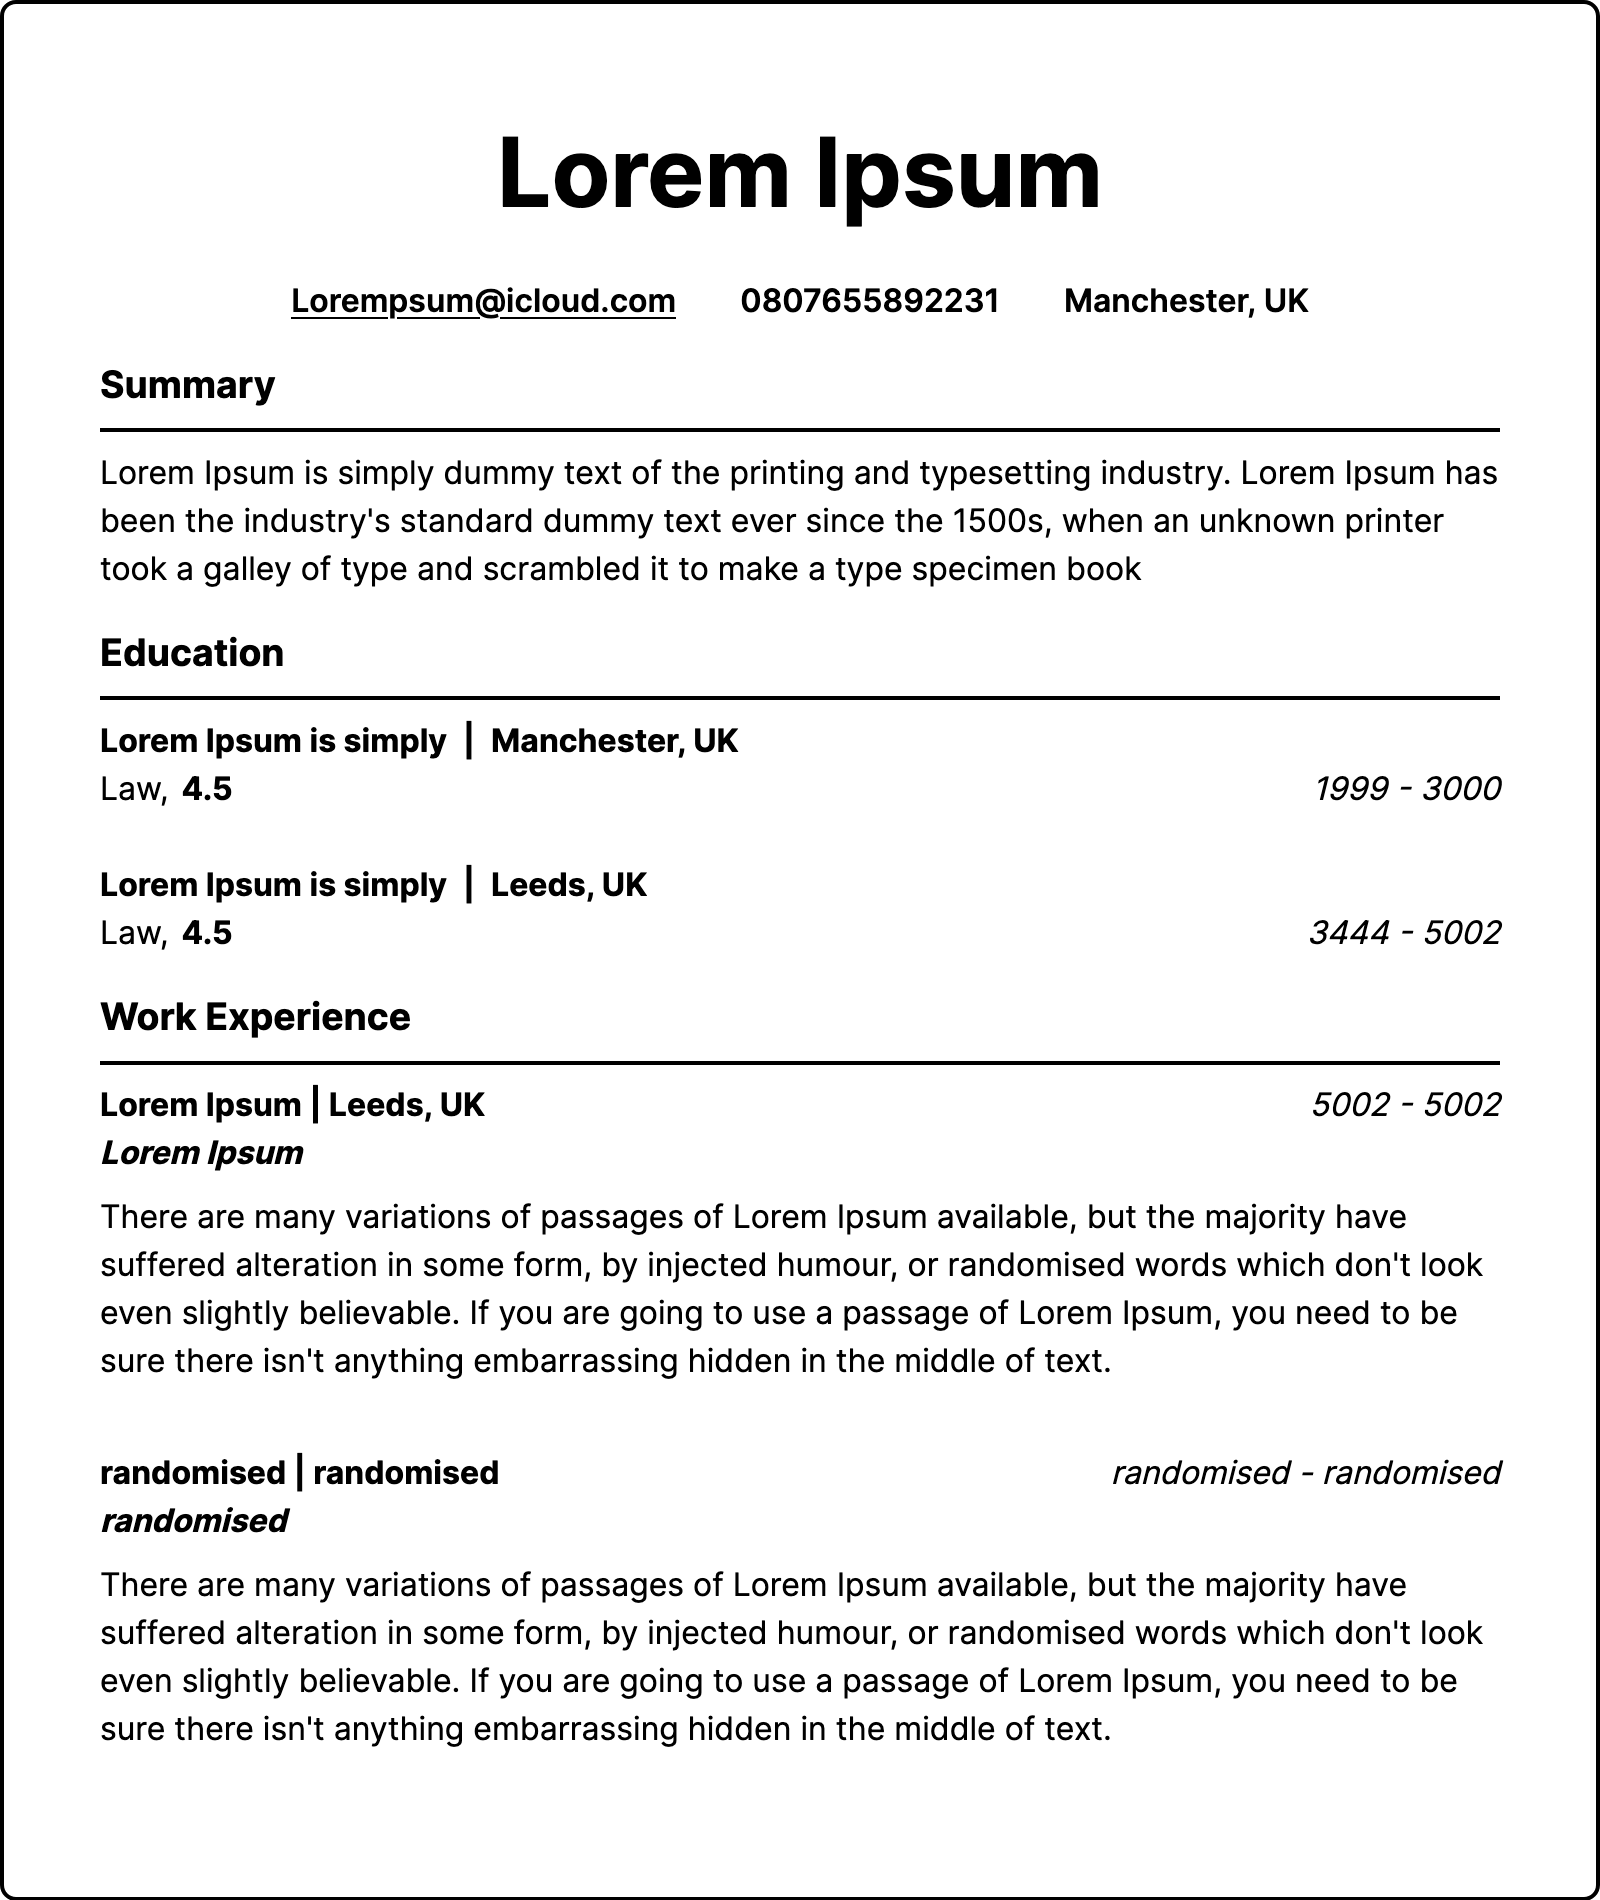 Lorem Ipsum
Lorempsum@icloud.com 0807655892231 Manchester, UK
Summary
Lorem Ipsum is simply dummy text of the printing and typesetting industry. Lorem Ipsum has
been the industry's standard dummy text ever since the 1500s, when an unknown printer
took a galley of type and scrambled it to make a type specimen book
Education
Lorem Ipsum is simply | Manchester, UK
Law, 4.5 1999 - 3000
Lorem Ipsum is simply | Leeds, UK
Law, 4.5 3444 - 5002
Work Experience
Lorem Ipsum | Leeds, UK 5002 - 5002
Lorem Ipsum
There are many variations of passages of Lorem Ipsum available, but the majority have
suffered alteration in some form, by injected humour, or randomised words which don't look
even slightly believable. If you are going to use a passage of Lorem Ipsum, you need to be
sure there isn't anything embarrassing hidden in the middle of text.
randomised | randomised randomised - randomised
randomised
There are many variations of passages of Lorem Ipsum available, but the majority have
suffered alteration in some form, by injected humour, or randomised words which don't look
even slightly believable. If you are going to use a passage of Lorem Ipsum, you need to be
sure there isn't anything embarrassing hidden in the middle of text.